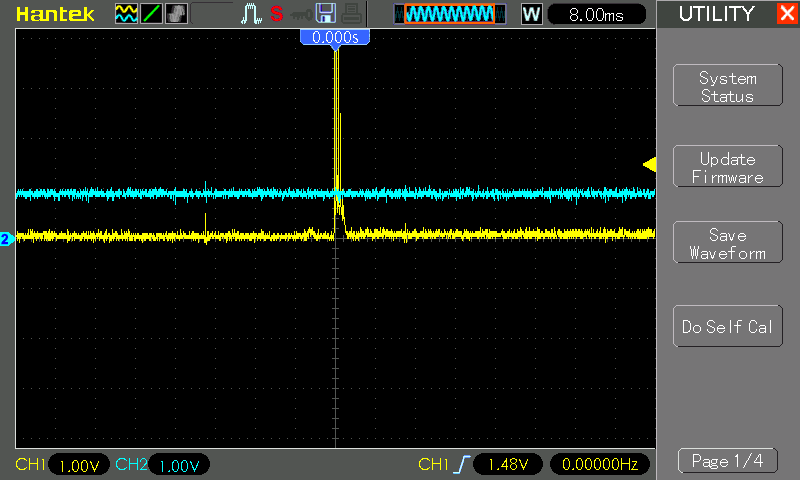 Hantek
S
W
8.00ms
UTILITY
0.000s
System
Status
Update
Firmware
2
Save
Waveform
Do Self Cal
CH1 1.00V CH2 1.00V CH1 1.48V 0.00000Hz
Page 1/4